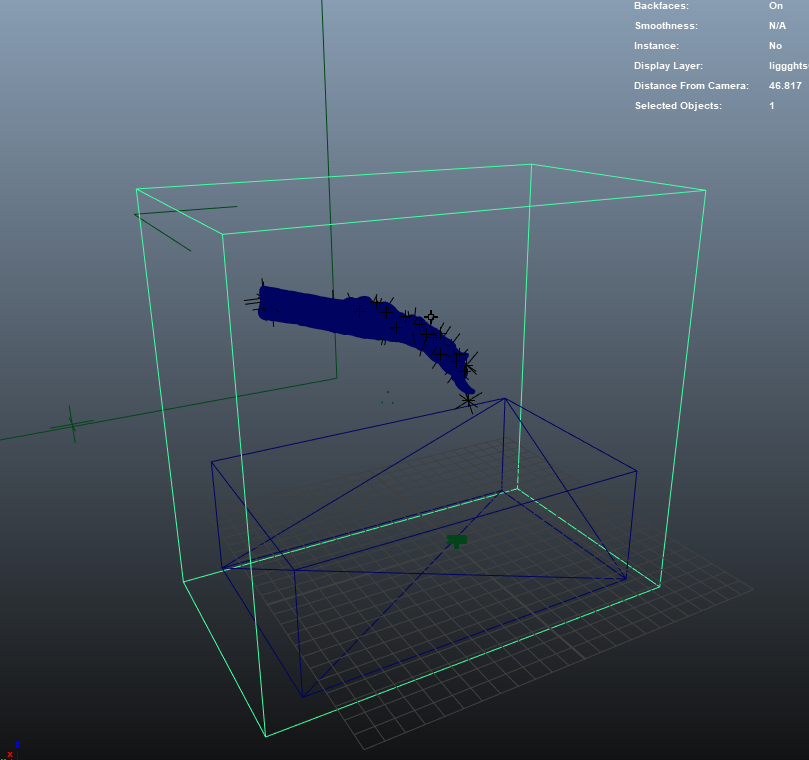 Backfaces: On
Smoothness: N/A
Instance: No
Display Layer: liggghts
Distance From Camera: 46.817
Selected Objects: 1